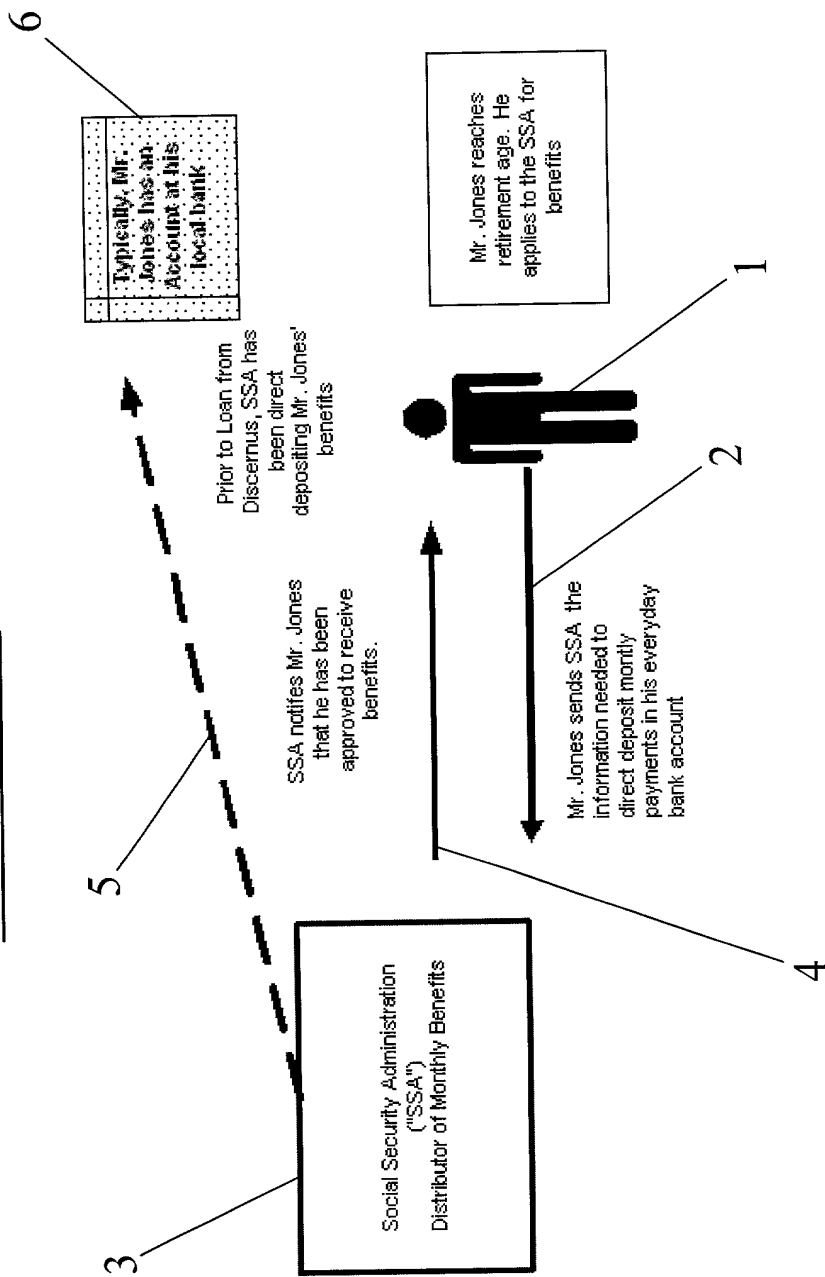 6
Typically, Mr.
Jones has an
Account at his
local bank
5
Prior to Loan from
Discernus, SSA has
been direct
depositing Mr. Jones'
benefits
3
Social Security Administration
("SSA")
Distributor of Monthly Benefits
SSA notifes Mr. Jones
that he has been
approved to receive
benefits.
Mr. Jones reaches
retirement age. He
applies to the SSA for
benefits
1
2
4
Mr. Jones sends SSA the
information needed to
direct deposit montly
payments in his everyday
bank account